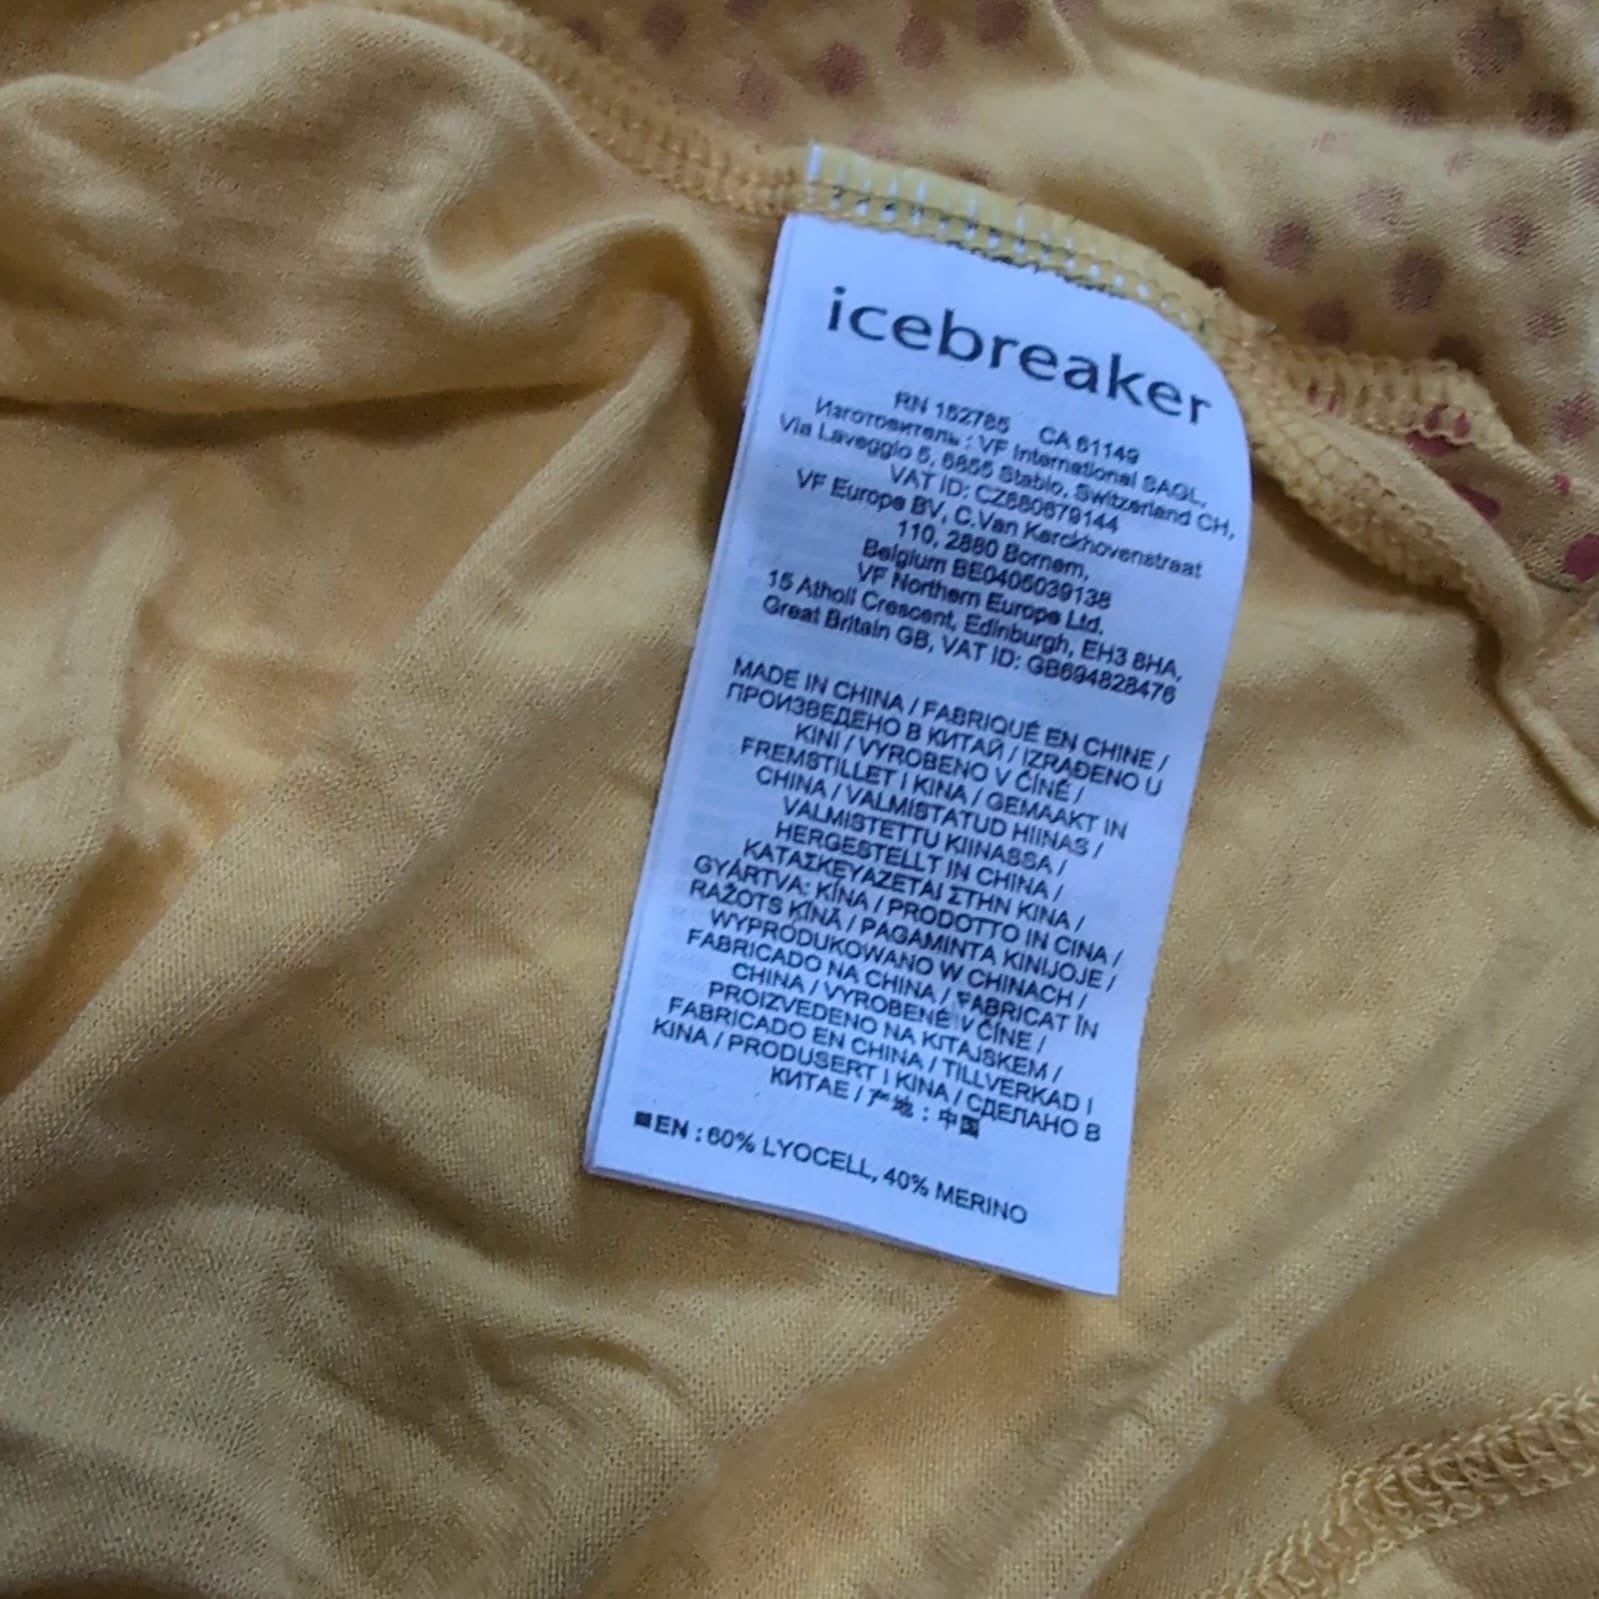 icebreaker
RN 152785 CA 61149
Изготовитель : VF International SAGL,
Via Laveggio 5, 6855 Stabio, Switzerland CH,
VAT ID: CZ680679144
VF Europe BV, C.Van Kerckhovenstraat
110, 2880 Bornem,
Belgium BE0405039138
VF Northern Europe Ltd.
15 Atholl Crescent, Edinburgh, EH3 8HA,
Great Britain GB, VAT ID: GB694828476
MADE IN CHINA / FABRIQUÉ EN CHINE /
ПРОИЗВЕДЕНО В КИТАЙ / IZRAĐENO U
KINI / VYROBENO V ČÍNĚ /
FREMSTILLET I KINA / GEMAAKT IN
CHINA / VALMISTATUD HIINAS /
VALMISTETTU KIINASSA /
HERGESTELLT IN CHINA /
ΚΑΤΑΣΚΕΥΑΖΕΤΑΙ ΣΤΗΝ ΚΙΝΑ /
GYÁRTVA: KÍNA / PRODOTTO IN CINA /
RAŽOTS ĶĪNĀ / PAGAMINTA KINIJOJE /
WYPRODUKOWANO W CHINACH /
FABRICADO NA CHINA / FABRICAT ÎN
CHINA / VYROBENÉ V ČÍNE /
PROIZVEDENO NA KITAJSKEM /
FABRICADO EN CHINA / TILLVERKAD I
KINA / PRODUSERT I KINA / СДЕЛАНО В
КИТАЕ / 产地 : 中国
EN : 60% LYOCELL, 40% MERINO